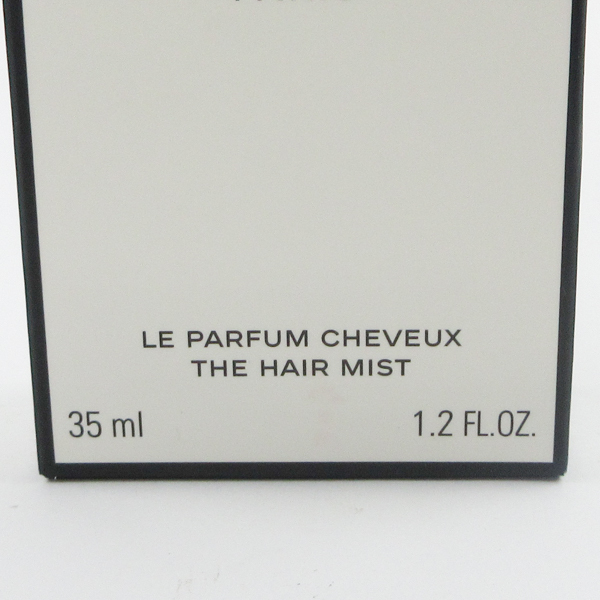 LE PARFUM CHEVEUX
THE HAIR MIST
35 ml 1.2 FL.OZ.